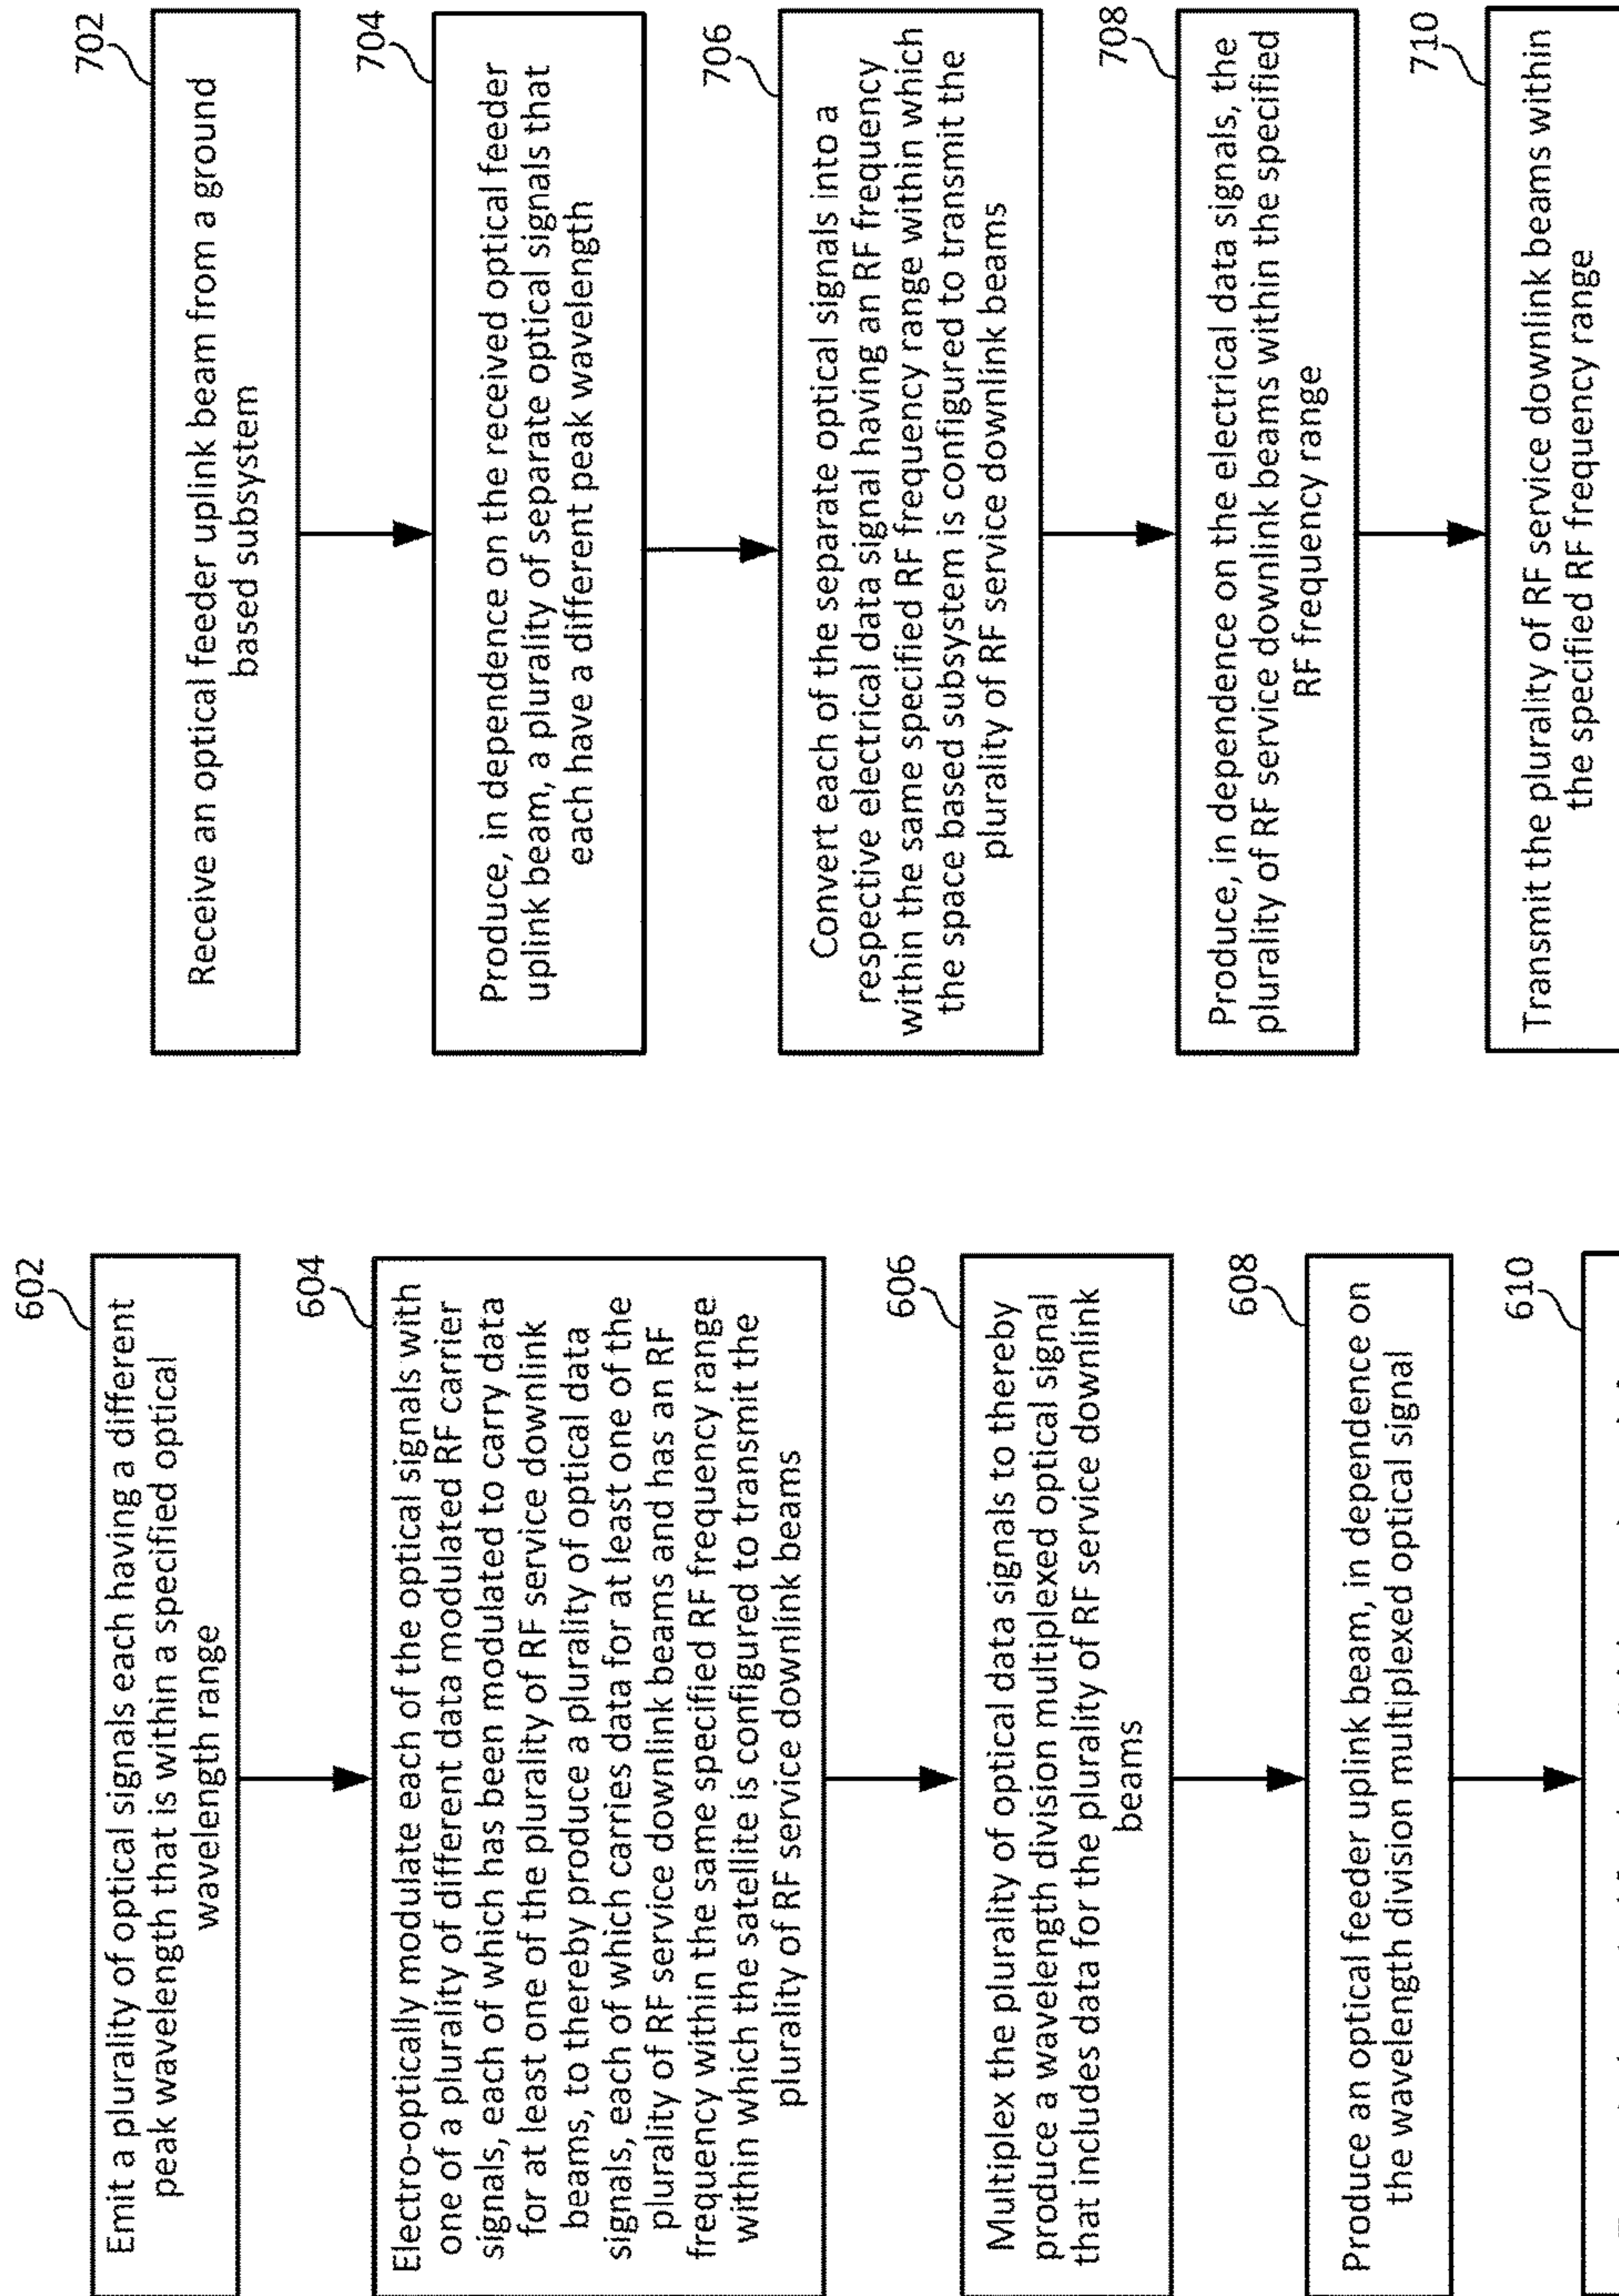 602
Emit a plurality of optical signals each having a different
peak wavelength that is within a specified optical
wavelength range
604
Electro-optically modulate each of the optical signals with
one of a plurality of different data modulated RF carrier
signals, each of which has been modulated to carry data
for at least one of the plurality of RF service downlink
beams, to thereby produce a plurality of optical data
signals, each of which carries data for at least one of the
plurality of RF service downlink beams and has an RF
frequency within the same specified RF frequency range
within which the satellite is configured to transmit the
plurality of RF service downlink beams
606
Multiplex the plurality of optical data signals to thereby
produce a wavelength division multiplexed optical signal
that includes data for the plurality of RF service downlink
beams
608
Produce an optical feeder uplink beam, in dependence on
the wavelength division multiplexed optical signal
610
702
Receive an optical feeder uplink beam from a ground
based subsystem
704
Produce, in dependence on the received optical feeder
uplink beam, a plurality of separate optical signals that
each have a different peak wavelength
706
Convert each of the separate optical signals into a
respective electrical data signal having an RF frequency
within the same specified RF frequency range within which
the space based subsystem is configured to transmit the
plurality of RF service downlink beams
708
Produce, in dependence on the electrical data signals, the
plurality of RF service downlink beams within the specified
RF frequency range
710
Transmit the plurality of RF service downlink beams within
the specified RF frequency range